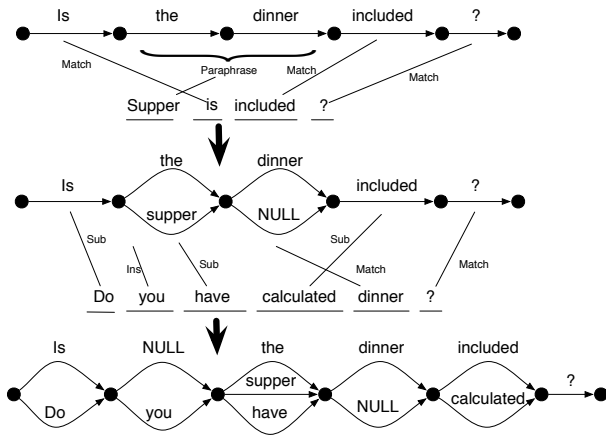 Is the dinner included ?
Match Paraphrase Match Match
Supper is included ?
the dinner
Is included ?
supper NULL
Sub Ins Sub Sub Match Match
Do you have calculated dinner ?
Is NULL the dinner included
supper ?
Do you have NULL calculated